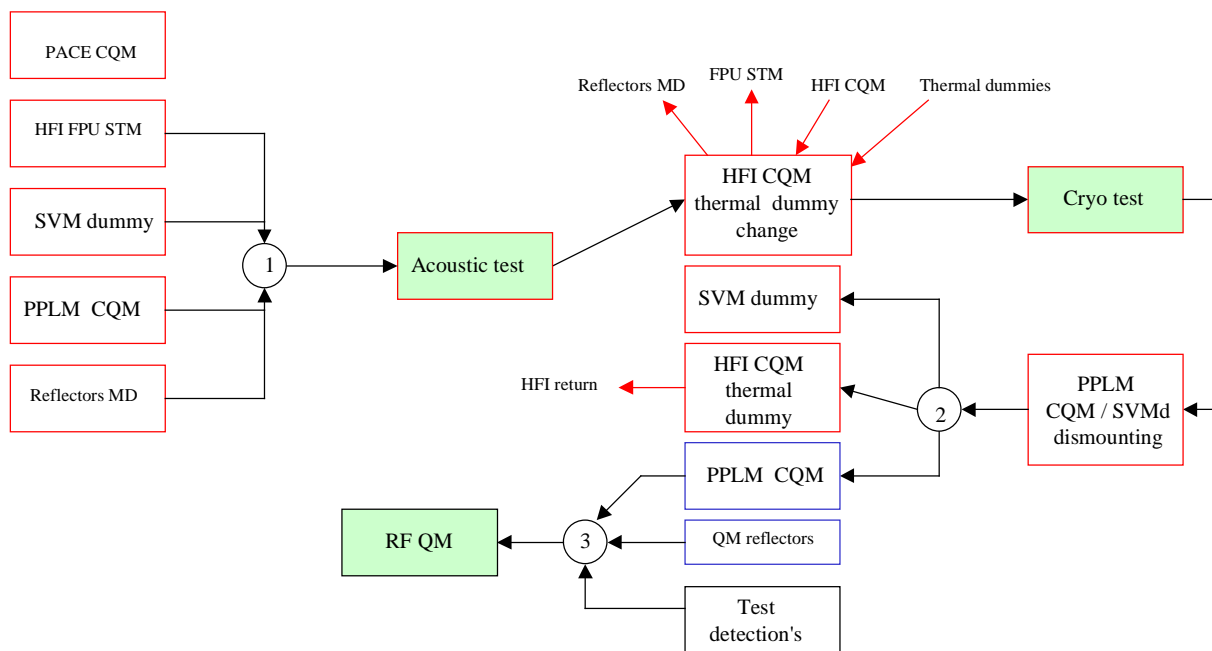 PACE CQM
HFI FPU STM
SVM dummy
PPLM CQM
Reflectors MD
1
Acoustic test
Reflectors MD
FPU STM
HFI CQM
Thermal dummies
HFI CQM
thermal dummy
change
Cryo test
SVM dummy
HFI CQM
thermal
dummy
HFI return
2
PPLM
CQM / SVMd
dismounting
PPLM CQM
QM reflectors
3
RF QM
Test
detection's